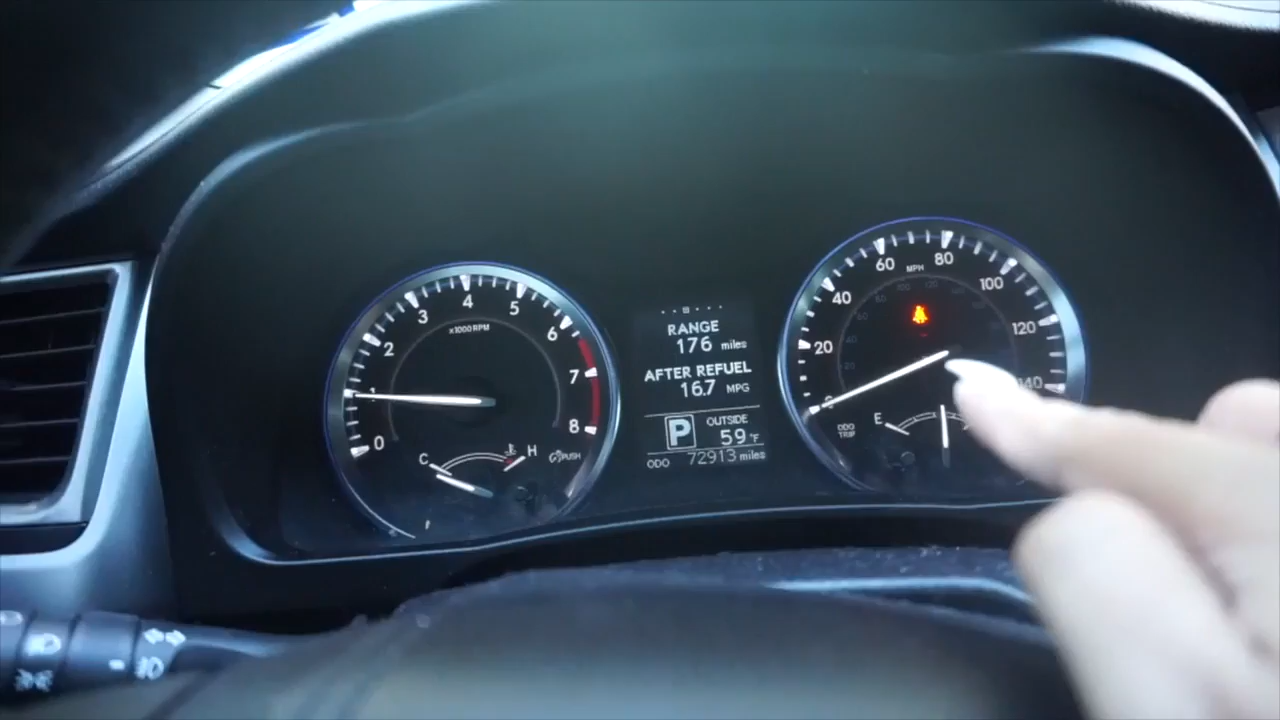 0
1
2
3
4
5
6
7
8
x1000 RPM
C
H
PUSH
RANGE
176 miles
AFTER REFUEL
16.7 MPG
P
OUTSIDE
59 °F
ODO 72913 miles
0
20
40
60
80
100
120
140
MPH
ODO
TRIP
E